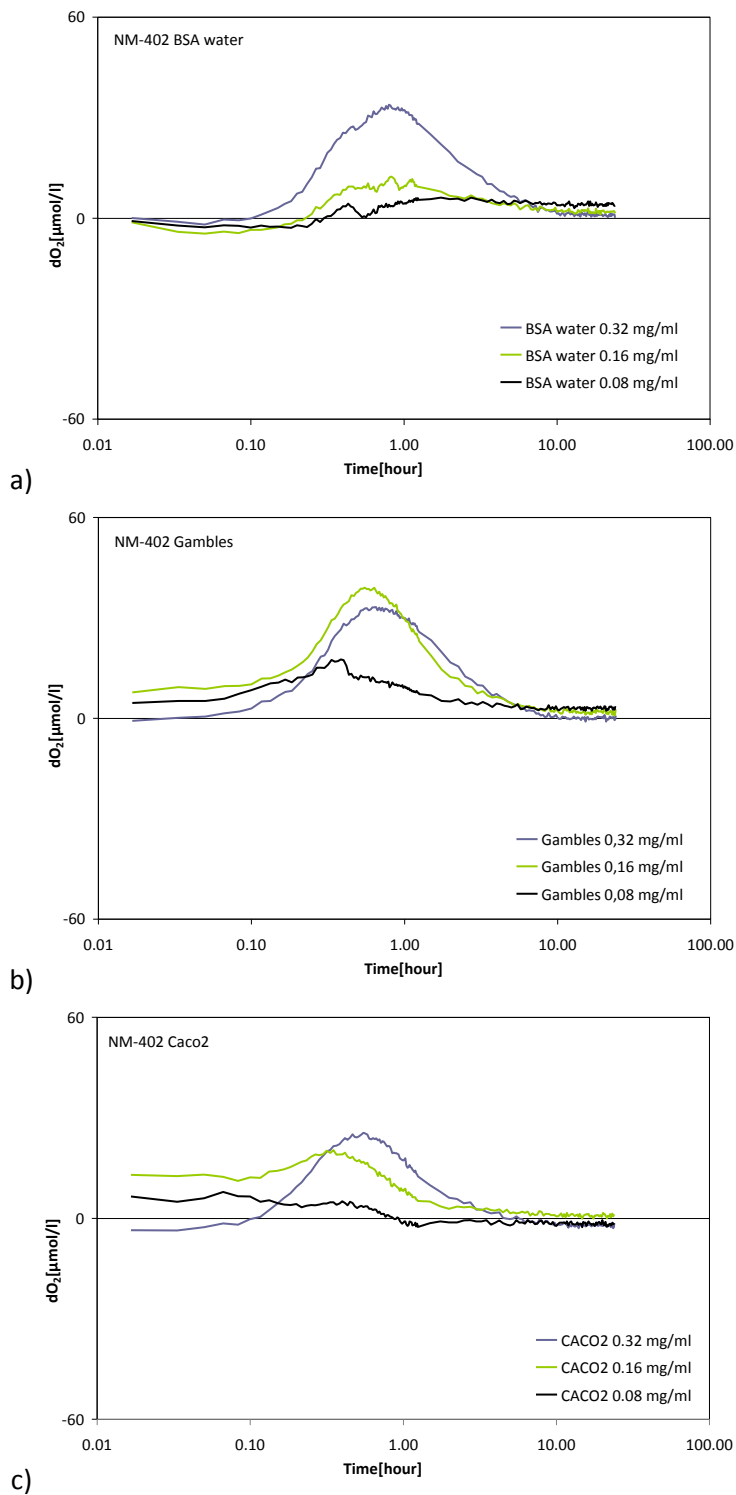 60
NM-402 BSA water
0
dO₂[µmol/l]
BSA water 0.32 mg/ml
BSA water 0.16 mg/ml
BSA water 0.08 mg/ml
-60
0.01 0.10 1.00 10.00 100.00
Time[hour]
a)
60
NM-402 Gambles
0
dO₂[µmol/l]
Gambles 0,32 mg/ml
Gambles 0,16 mg/ml
Gambles 0,08 mg/ml
-60
0.01 0.10 1.00 10.00 100.00
Time[hour]
b)
60
NM-402 Caco2
0
dO₂[µmol/l]
CACO2 0.32 mg/ml
CACO2 0.16 mg/ml
CACO2 0.08 mg/ml
-60
0.01 0.10 1.00 10.00 100.00
Time[hour]
c)